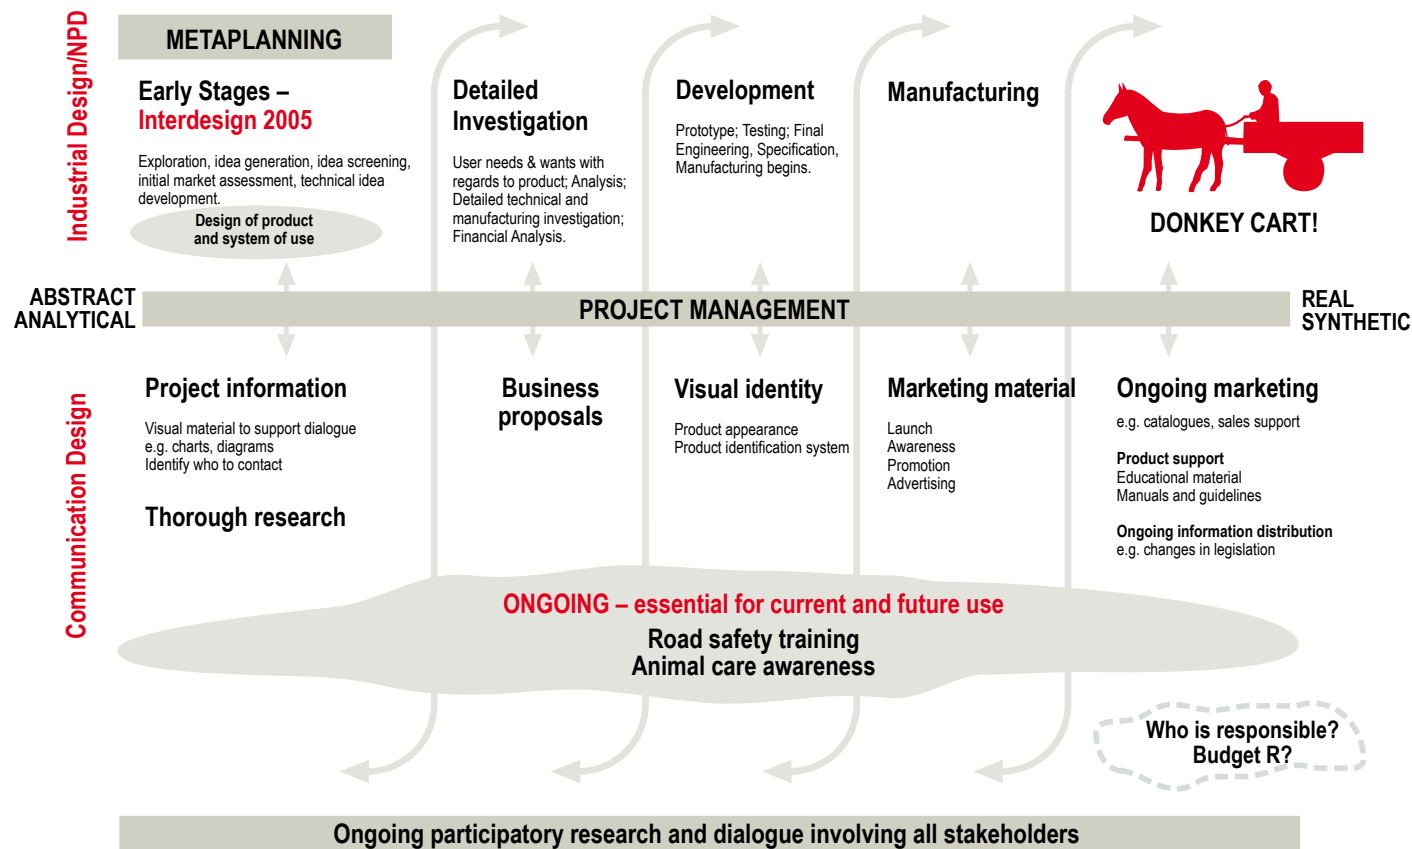 Industrial Design/NPD
METAPLANNING
Early Stages –
Interdesign 2005
Exploration, idea generation, idea screening,
initial market assessment, technical idea
development.
Design of product
and system of use
Detailed
Investigation
User needs & wants with
regards to product; Analysis;
Detailed technical and
manufacturing investigation;
Financial Analysis.
Development
Prototype; Testing; Final
Engineering, Specification,
Manufacturing begins.
Manufacturing
DONKEY CART!
ABSTRACT
ANALYTICAL
PROJECT MANAGEMENT
REAL
SYNTHETIC
Communication Design
Project information
Visual material to support dialogue
e.g. charts, diagrams
Identify who to contact
Thorough research
Business
proposals
Visual identity
Product appearance
Product identification system
Marketing material
Launch
Awareness
Promotion
Advertising
Ongoing marketing
e.g. catalogues, sales support
Product support
Educational material
Manuals and guidelines
Ongoing information distribution
e.g. changes in legislation
ONGOING – essential for current and future use
Road safety training
Animal care awareness
Who is responsible?
Budget R?
Ongoing participatory research and dialogue involving all stakeholders